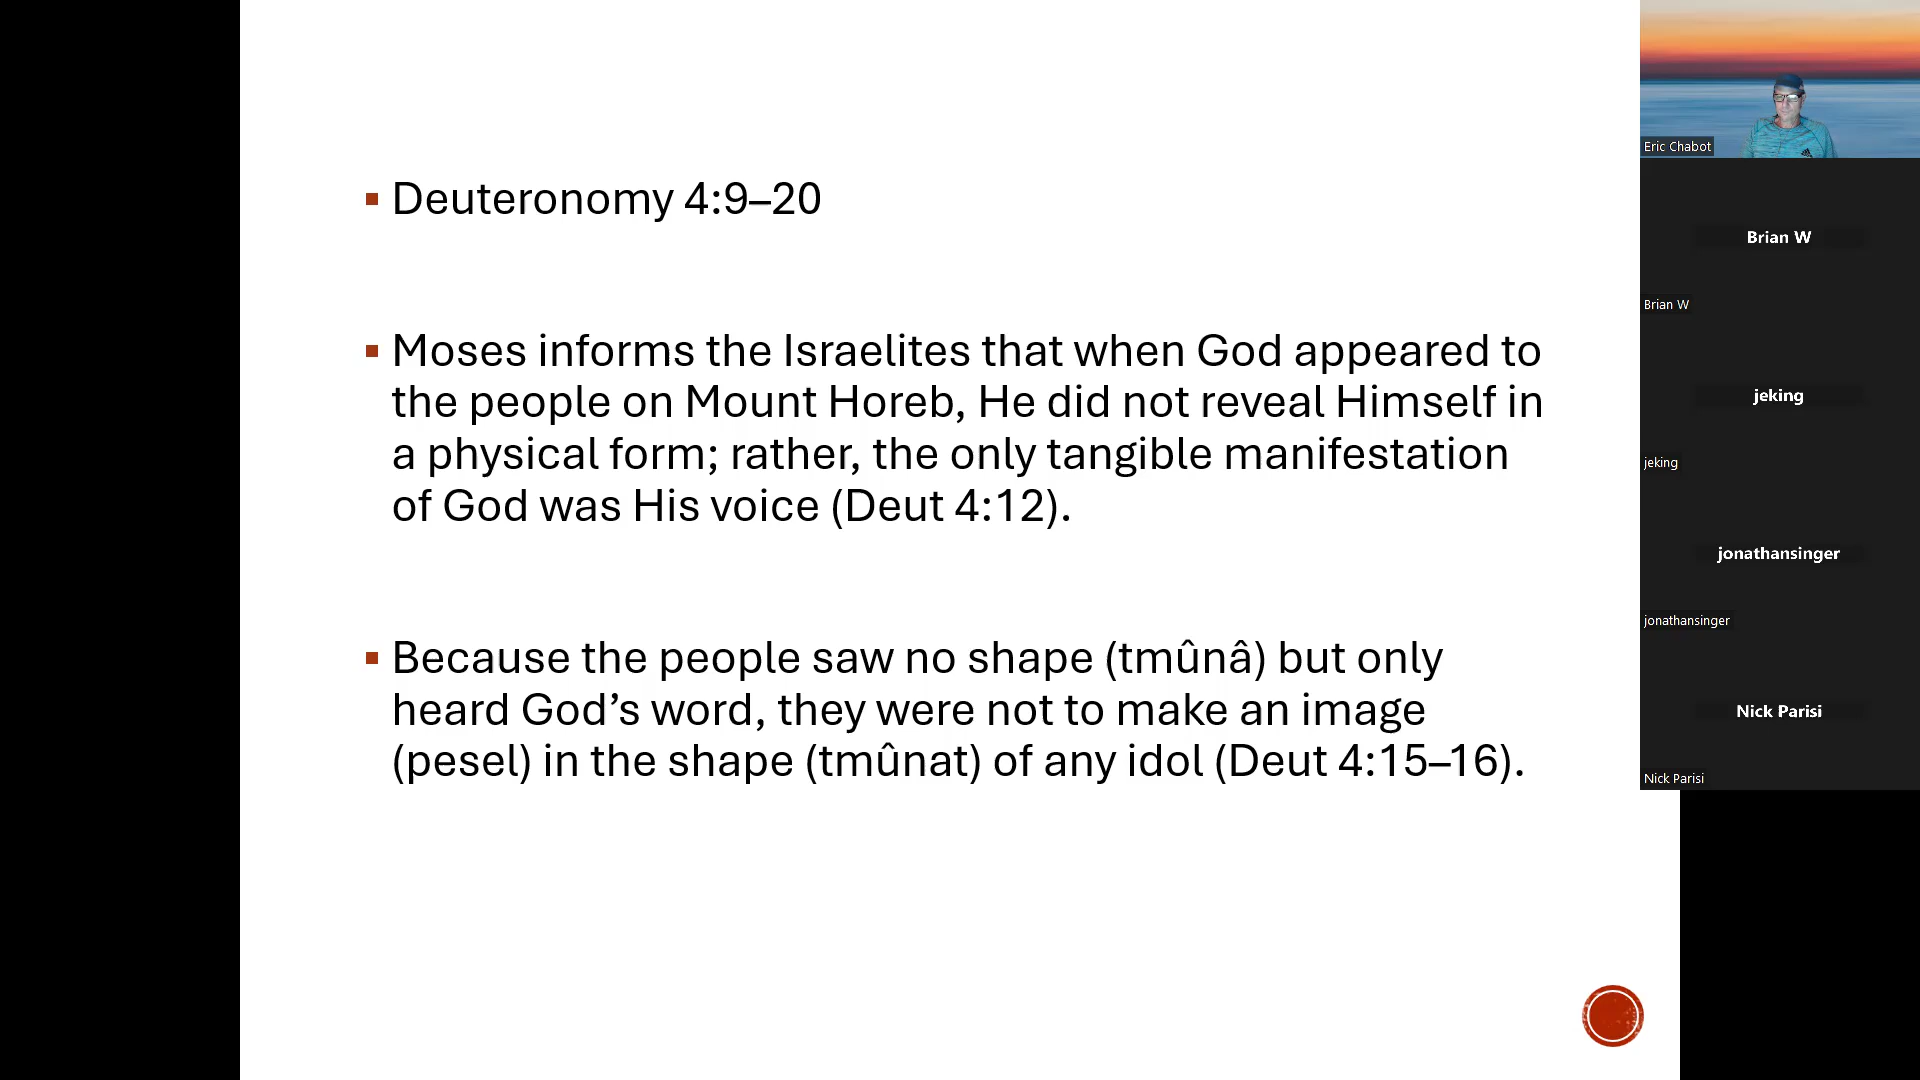 Deuteronomy 4:9–20
Moses informs the Israelites that when God appeared to
the people on Mount Horeb, He did not reveal Himself in
a physical form; rather, the only tangible manifestation
of God was His voice (Deut 4:12).
Because the people saw no shape (tmûnâ) but only
heard God’s word, they were not to make an image
(pesel) in the shape (tmûnat) of any idol (Deut 4:15–16).
Eric Chabot
Brian W
Brian W
jeking
jeking
jonathansinger
jonathansinger
Nick Parisi
Nick Parisi